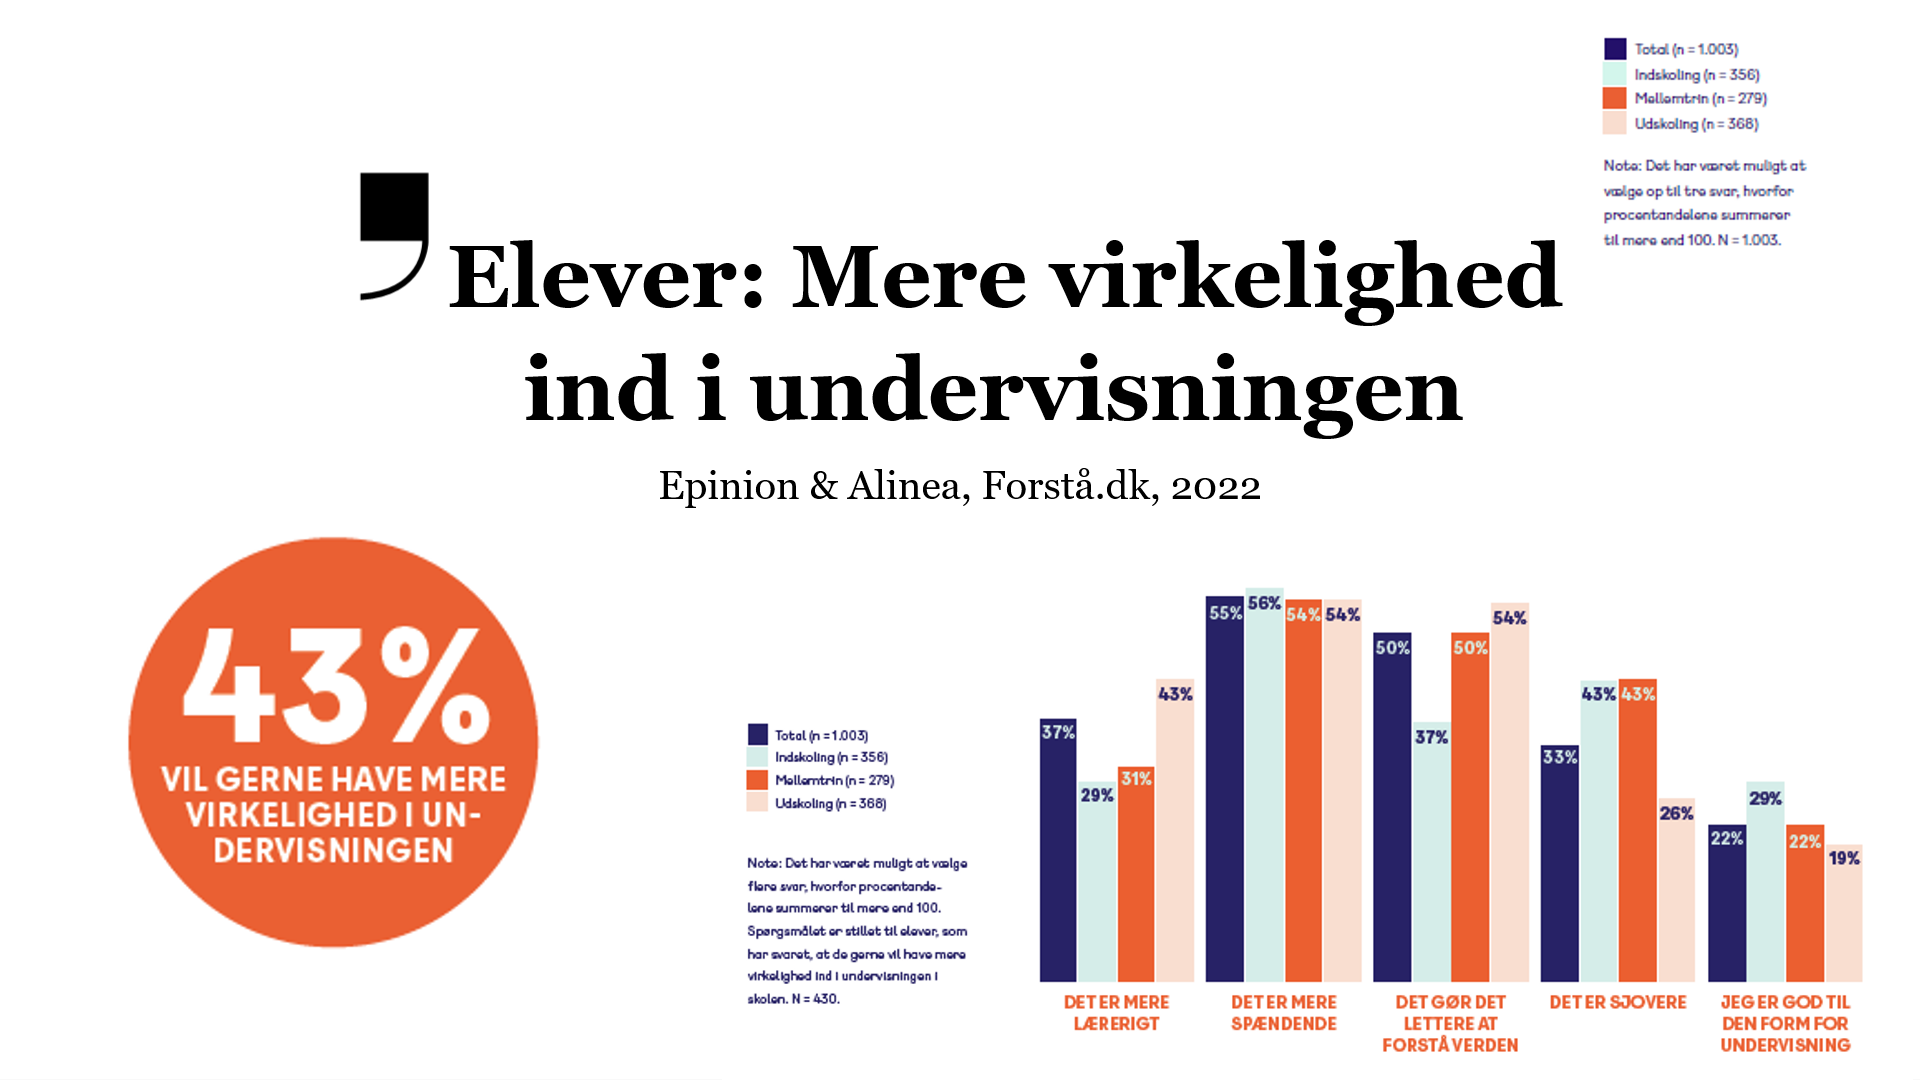 Total (n = 1.003)
Indskoling (n = 356)
Mellemtrin (n = 279)
Udskoling (n = 368)
Note: Det har været muligt at
vælge op til tre svar, hvorfor
procentandelene summerer
til mere end 100. N = 1.003.
Elever: Mere virkelighed
ind i undervisningen
Epinion & Alinea, Forstå.dk, 2022
43%
VIL GERNE HAVE MERE
VIRKELIGHED I UN-
DERVISNINGEN
Total (n = 1.003)
Indskoling (n = 356)
Mellemtrin (n = 279)
Udskoling (n = 368)
Note: Det har været muligt at vælge
flere svar, hvorfor procentande-
lene summerer til mere end 100.
Spørgsmålet er stillet til elever, som
har svaret, at de gerne vil have mere
virkelighed ind i undervisningen i
skolen. N = 430.
37%
29%
31%
43%
DET ER MERE
LÆRERIGT
55%
56%
54%
54%
DET ER MERE
SPÆNDENDE
50%
37%
50%
54%
DET GØR DET
LETTERE AT
FORSTÅ VERDEN
33%
43%
43%
26%
DET ER SJOVERE
22%
29%
22%
19%
JEG ER GOD TIL
DEN FORM FOR
UNDERVISNING